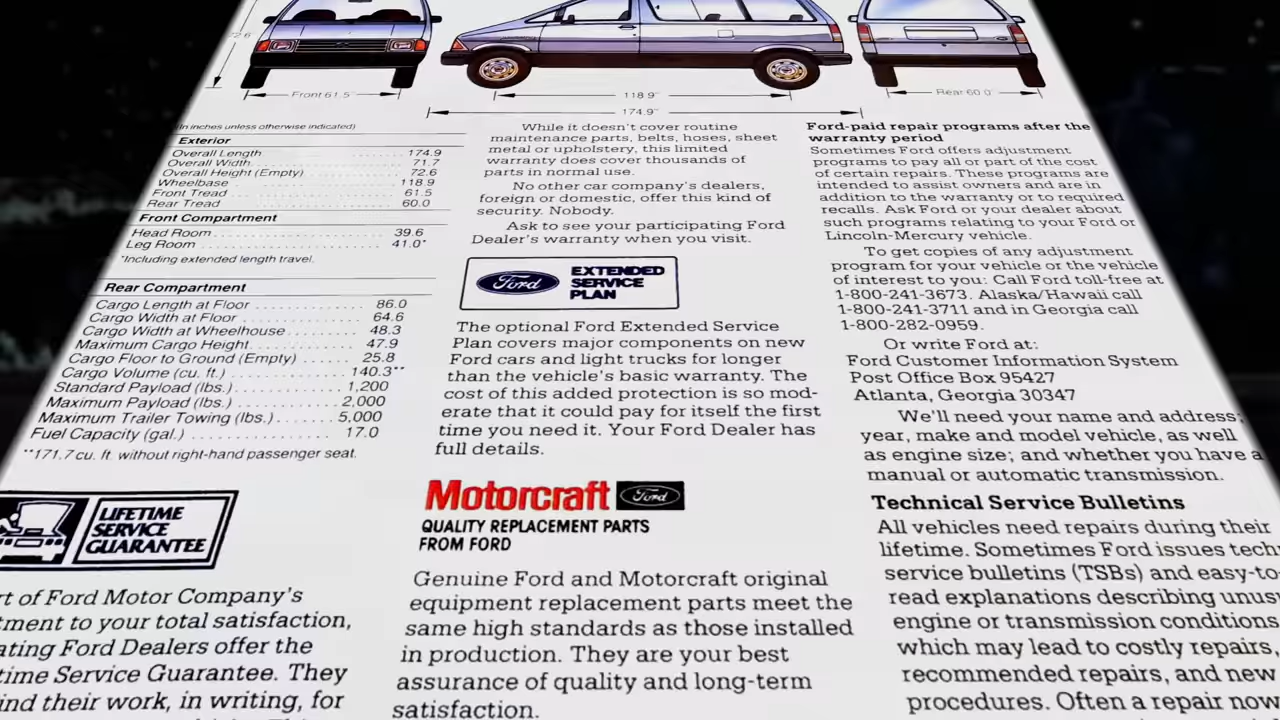 72.6"
Front 61.5"
118.9"
174.9"
Rear 60.0"
(in inches unless otherwise indicated)
Exterior
Overall Length 174.9
Overall Width 71.7
Overall Height (Empty) 72.6
Wheelbase 118.9
Front Tread 61.5
Rear Tread 60.0
Front Compartment
Head Room 39.6
Leg Room 41.0*
*Including extended length travel.
Rear Compartment
Cargo Length at Floor 86.0
Cargo Width at Floor 64.6
Cargo Width at Wheelhouse 48.3
Maximum Cargo Height 47.9
Cargo Floor to Ground (Empty) 25.8
Cargo Volume (cu. ft.) 140.3**
Standard Payload (lbs.) 1,200
Maximum Payload (lbs.) 2,000
Maximum Trailer Towing (lbs.) 5,000
Fuel Capacity (gal.) 17.0
**171.7 cu. ft. without right-hand passenger seat.
LIFETIME
SERVICE
GUARANTEE
rt of Ford Motor Company's
tment to your total satisfaction,
ating Ford Dealers offer the
time Service Guarantee. They
ind their work, in writing, for
While it doesn't cover routine
maintenance parts, belts, hoses, sheet
metal or upholstery, this limited
warranty does cover thousands of
parts in normal use.
No other car company's dealers,
foreign or domestic, offer this kind of
security. Nobody.
Ask to see your participating Ford
Dealer's warranty when you visit.
Ford
EXTENDED
SERVICE
PLAN
The optional Ford Extended Service
Plan covers major components on new
Ford cars and light trucks for longer
than the vehicle's basic warranty. The
cost of this added protection is so mod-
erate that it could pay for itself the first
time you need it. Your Ford Dealer has
full details.
Motorcraft Ford
QUALITY REPLACEMENT PARTS
FROM FORD
Genuine Ford and Motorcraft original
equipment replacement parts meet the
same high standards as those installed
in production. They are your best
assurance of quality and long-term
satisfaction.
Ford-paid repair programs after the
warranty period
Sometimes Ford offers adjustment
programs to pay all or part of the cost
of certain repairs. These programs are
intended to assist owners and are in
addition to the warranty or to required
recalls. Ask Ford or your dealer about
such programs relating to your Ford or
Lincoln-Mercury vehicle.
To get copies of any adjustment
program for your vehicle or the vehicle
of interest to you: Call Ford toll-free at
1-800-241-3673. Alaska/Hawaii call
1-800-241-3711 and in Georgia call
1-800-282-0959.
Or write Ford at:
Ford Customer Information System
Post Office Box 95427
Atlanta, Georgia 30347
We'll need your name and address;
year, make and model vehicle, as well
as engine size; and whether you have a
manual or automatic transmission.
Technical Service Bulletins
All vehicles need repairs during their
lifetime. Sometimes Ford issues tech
service bulletins (TSBs) and easy-to-
read explanations describing unus
engine or transmission conditions
which may lead to costly repairs,
recommended repairs, and new
procedures. Often a repair now